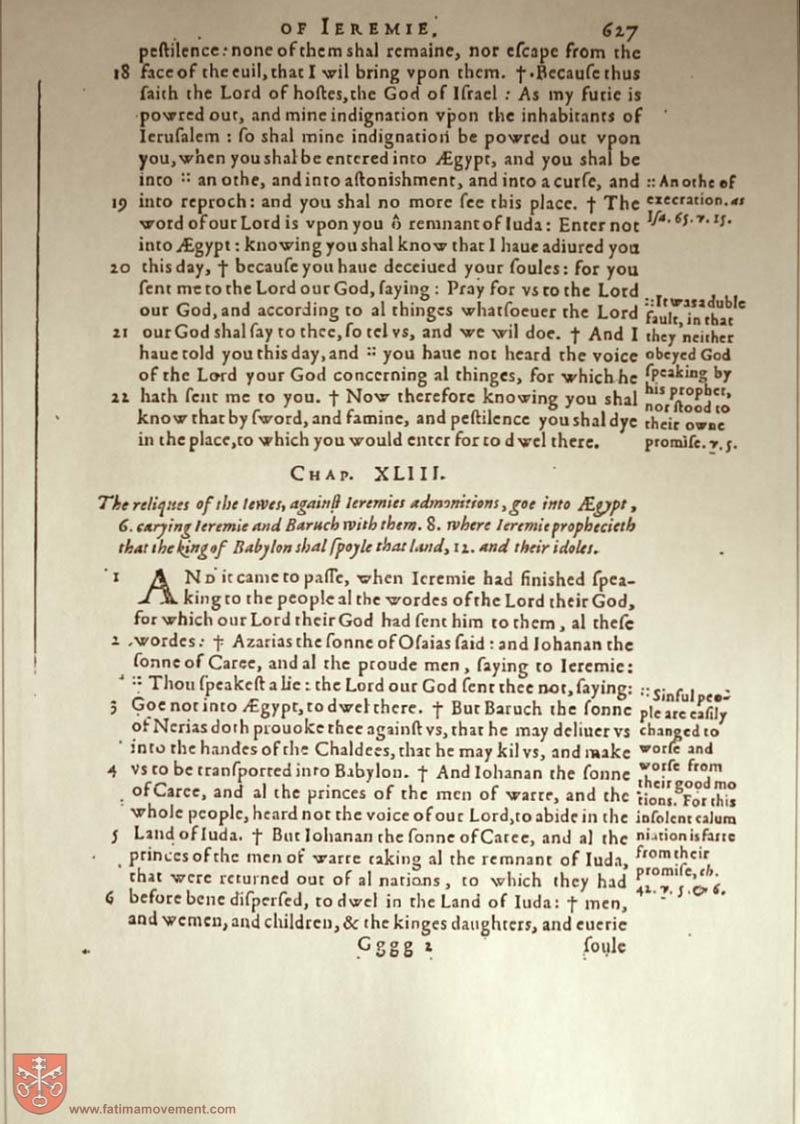 OF IEREMIE. 627
peſtilence: none of them shal remaine, nor eſcape from the
18 face of the euil, that I wil bring vpon them. † Becauſe thus
ſaith the Lord of hoſtes, the God of Iſrael : As my furie is
powred out, and mine indignation vpon the inhabitants of
Ieruſalem : ſo shal mine indignation be powred out vpon
you, when you shal be entered into Ægypt, and you shal be
into :: an othe, and into aſtonishment, and into a curſe, and
19 into reproch: and you shal no more ſee this place. † The
word of our Lord is vpon you ô remnant of Iuda: Enter not
into Ægypt : knowing you shal know that I haue adiured you
20 this day, † becauſe you haue deceiued your ſoules: for you
ſent me to the Lord our God, ſaying : Pray for vs to the Lord
our God, and according to al thinges whatſoeuer the Lord
21 our God shal ſay to thee, ſo tel vs, and we wil doe. † And I
haue told you this day, and :: you haue not heard the voice
of the Lord your God concerning al thinges, for which he
22 hath ſent me to you. † Now therefore knowing you shal
know that by ſword, and famine, and peſtilence you shal dye
in the place, to which you would enter for to dwel there.
:: An othe of
execration. as
Iſa. 65. v. 15.
:: It was a duble
fault, in that
they neither
obeyed God
ſpeaking by
his prophet,
nor ſtood to
their owne
promiſe. v. 5.
CHAP. XLIII.
The reliques of the Iewes, againſt Ieremies admonitions, goe into Ægypt,
6. carying Ieremie and Baruch with them. 8. where Ieremie prophecieth
that the king of Babylon shal ſpoyle that land, 12. and their idoles.
1 AND it came to paſſe, when Ieremie had finished ſpea-
king to the people al the wordes of the Lord their God,
for which our Lord their God had ſent him to them, al theſe
2 wordes: † Azarias the ſonne of Oſaias ſaid : and Iohanan the
ſonne of Caree, and al the proude men, ſaying to Ieremie:
:: Thou ſpeakeſt a lie : the Lord our God ſent thee not, ſaying:
3 Goe not into Ægypt, to dwel there. † But Baruch the ſonne
of Nerias doth prouoke thee againſt vs, that he may deliuer vs
into the handes of the Chaldees, that he may kil vs, and make
4 vs to be tranſported into Babylon. † And Iohanan the ſonne
of Caree, and al the princes of the men of warre, and the
whole people, heard not the voice of our Lord, to abide in the
5 Land of Iuda. † But Iohanan the ſonne of Caree, and al the
princes of the men of warre taking al the remnant of Iuda,
that were returned out of al nations, to which they had
6 before bene diſperſed, to dwel in the Land of Iuda: † men,
and wemen, and children, & the kinges daughters, and euerie
:: Sinful peo-
ple are eaſily
changed to
worſe and
worſe from
their good mo
tions. For this
inſolent calum
niation is farre
from their
promiſe, ch.
42. v. 5. & 6.
Gggg 2 ſoule
www.fatimamovement.com